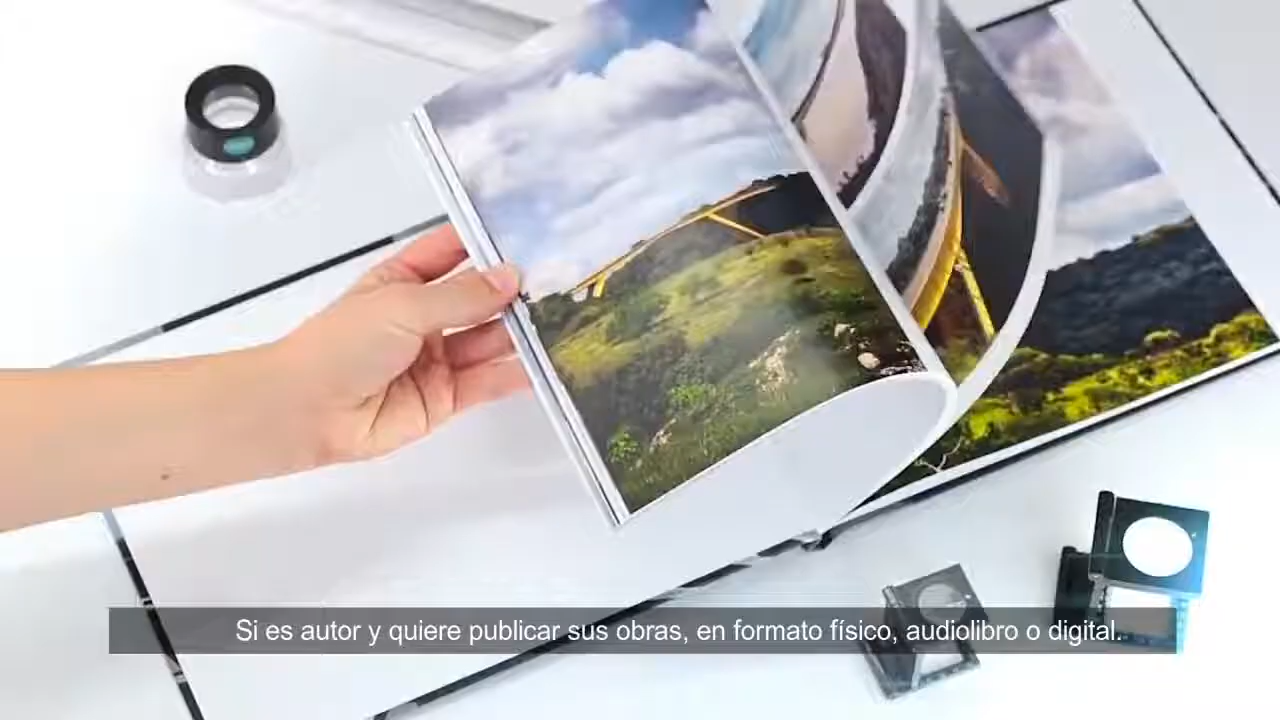 Si es autor y quiere publicar sus obras, en formato físico, audiolibro o digital.